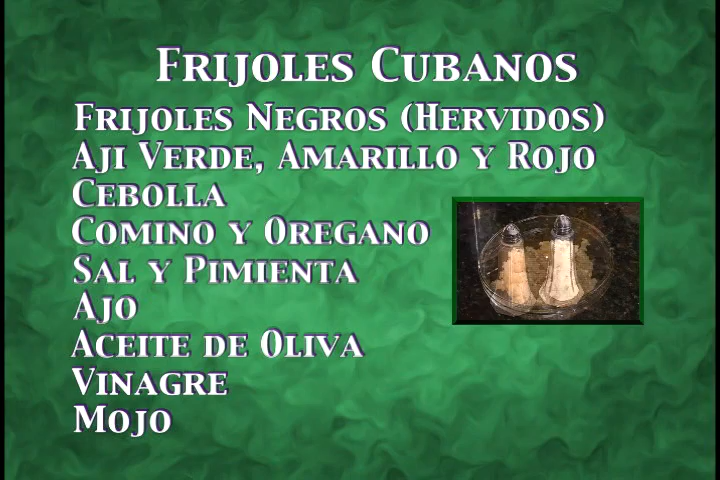 Frijoles Cubanos
Frijoles Negros (Hervidos)
Aji Verde, Amarillo y Rojo
Cebolla
Comino y Oregano
Sal y Pimienta
Ajo
Aceite de Oliva
Vinagre
Mojo